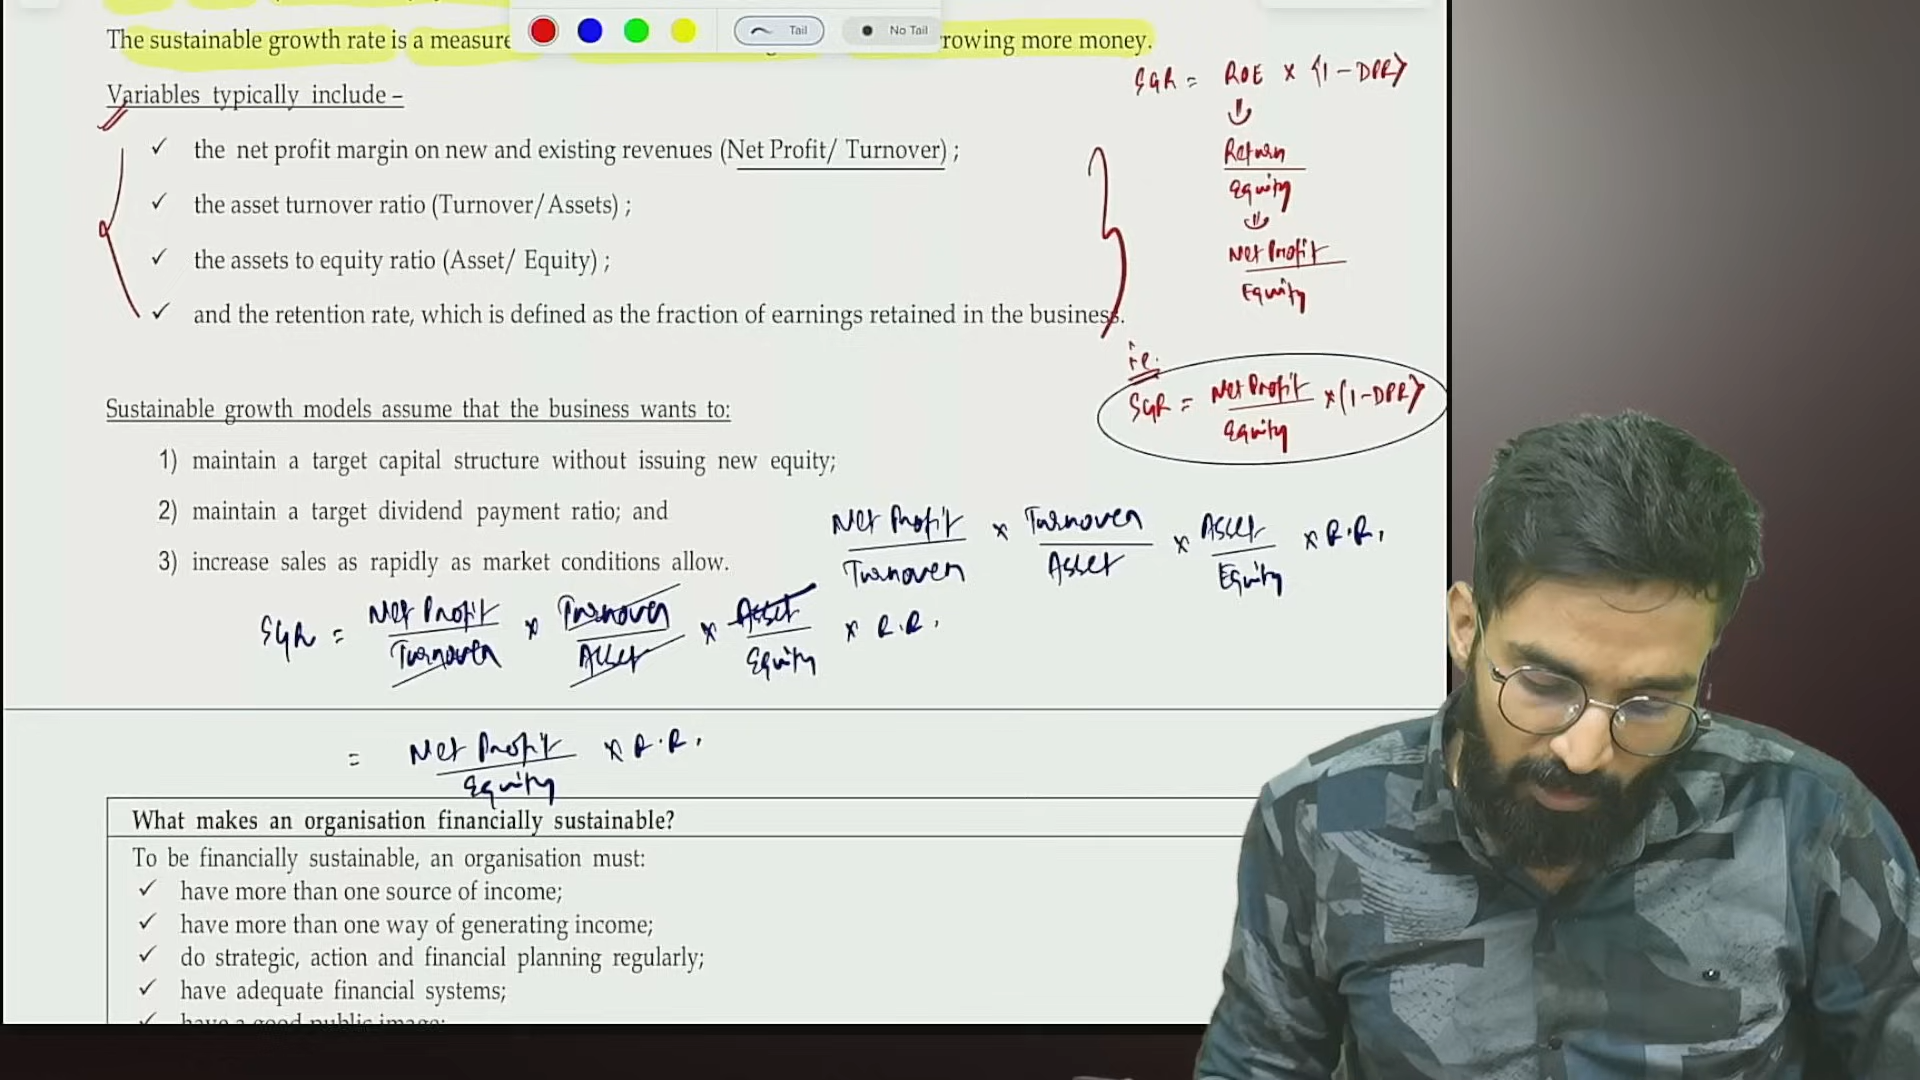 The sustainable growth rate is a measure
rowing more money.
Tail
No Tail
Variables typically include –
✓ the net profit margin on new and existing revenues (Net Profit/ Turnover) ;
✓ the asset turnover ratio (Turnover/Assets) ;
✓ the assets to equity ratio (Asset/ Equity) ;
✓ and the retention rate, which is defined as the fraction of earnings retained in the business.
SGR = ROE × (1 – DPR)
Return
Equity
Net Profit
Equity
i.e.
SGR = Net Profit × (1-DPR)
Equity
Sustainable growth models assume that the business wants to:
1) maintain a target capital structure without issuing new equity;
2) maintain a target dividend payment ratio; and
3) increase sales as rapidly as market conditions allow.
Net Profit × Turnover × Asset × R.R.
Turnover Asset Equity
SGR = Net Profit × Turnover × Asset × R.R.
Turnover Asset Equity
= Net Profit × R.R.
Equity
What makes an organisation financially sustainable?
To be financially sustainable, an organisation must:
✓ have more than one source of income;
✓ have more than one way of generating income;
✓ do strategic, action and financial planning regularly;
✓ have adequate financial systems;
✓ have a good public image;